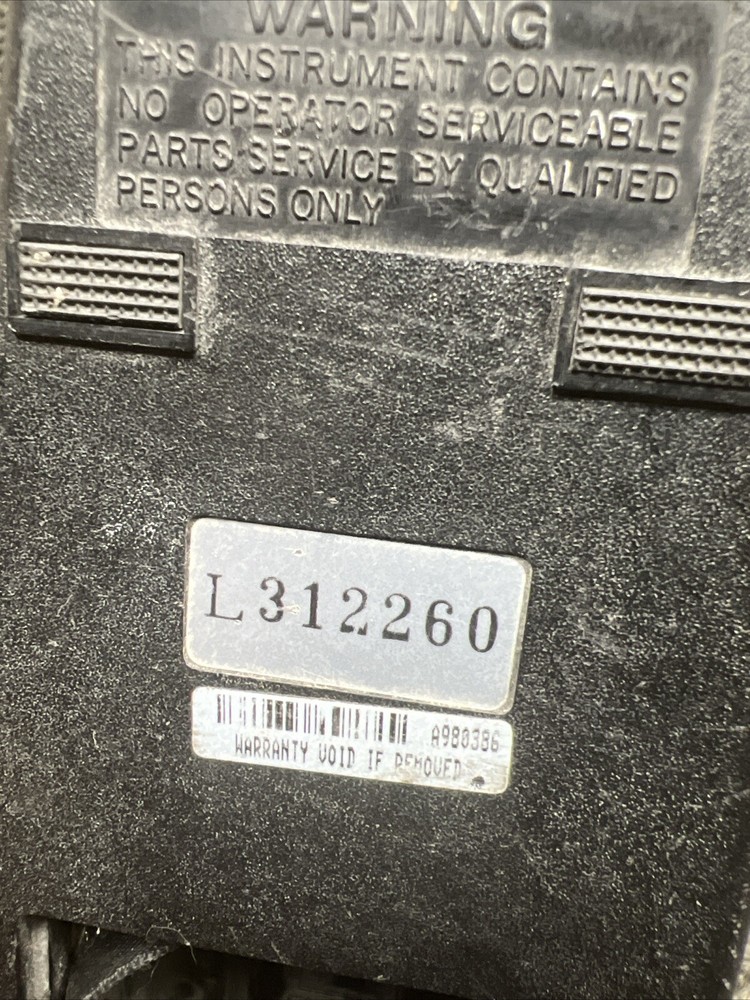 WARNING
THIS INSTRUMENT CONTAINS
NO OPERATOR SERVICEABLE
PARTS SERVICE BY QUALIFIED
PERSONS ONLY
L312260
A980386
WARRANTY VOID IF REMOVED